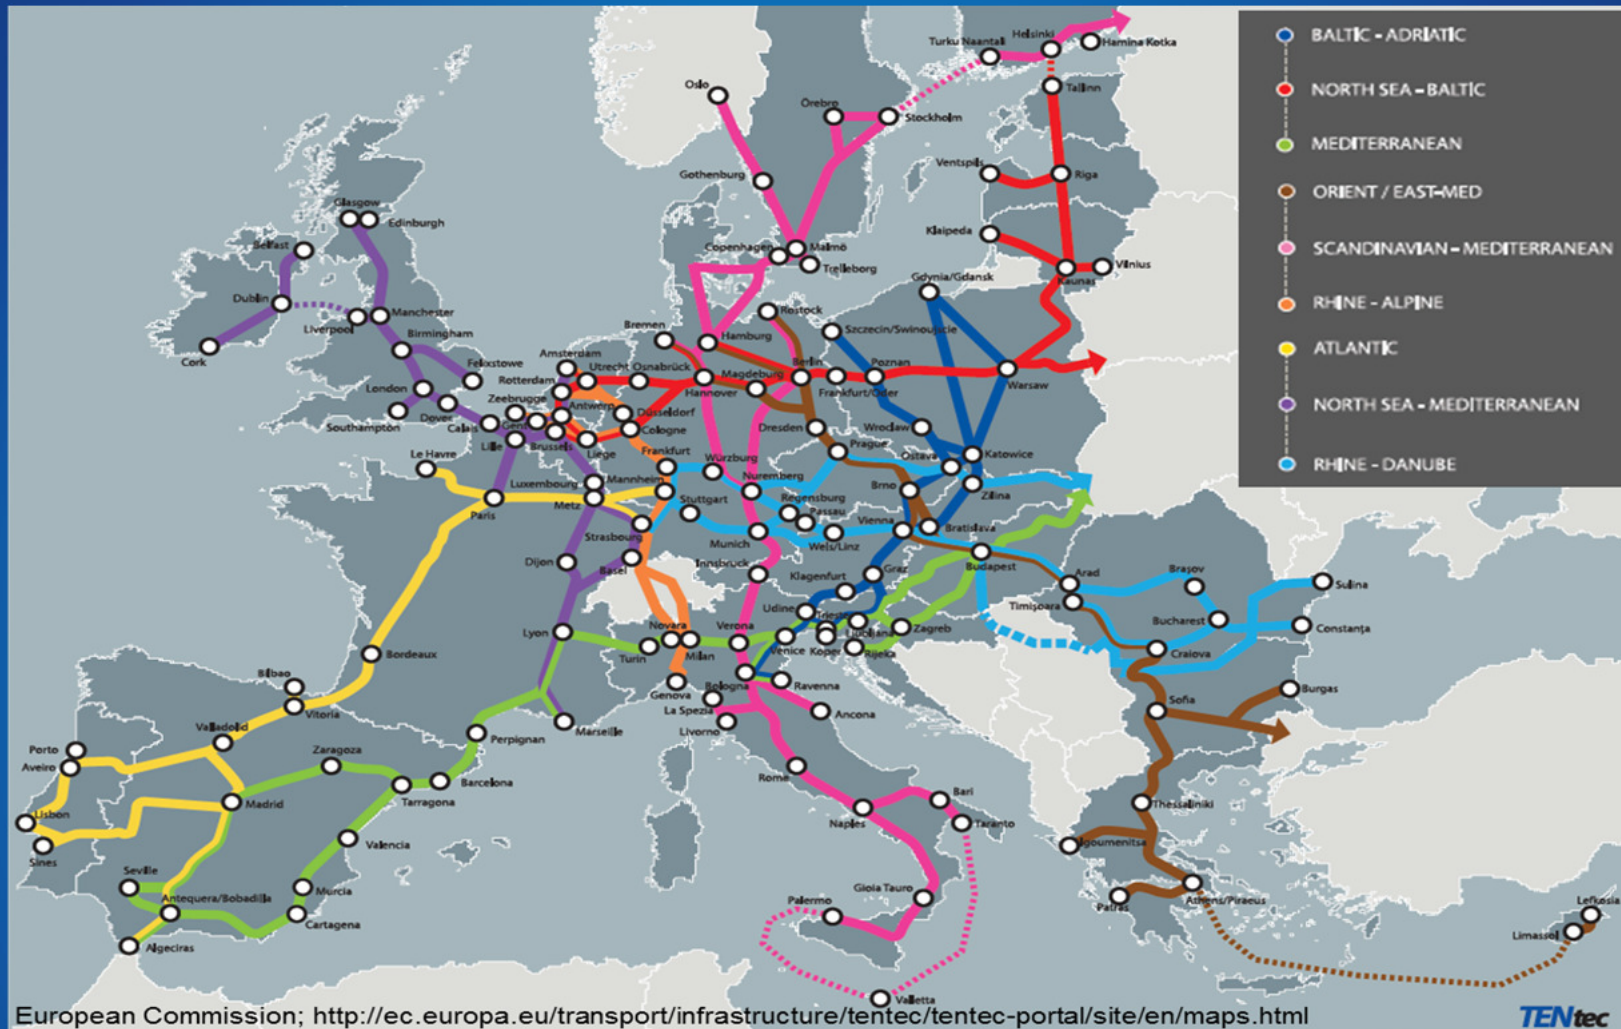 BALTIC - ADRIATIC
NORTH SEA - BALTIC
MEDITERRANEAN
ORIENT / EAST-MED
SCANDINAVIAN - MEDITERRANEAN
RHINE - ALPINE
ATLANTIC
NORTH SEA - MEDITERRANEAN
RHINE - DANUBE
Turku Naantali
Helsinki
Hamina Kotka
Oslo
Örebro
Stockholm
Tallinn
Ventspils
Riga
Gothenburg
Glasgow
Edinburgh
Klaipeda
Belfast
Copenhagen
Malmö
Trelleborg
Vilnius
Kaunas
Gdynia/Gdansk
Dublin
Liverpool
Manchester
Rostock
Szczecin/Swinoujscie
Bremen
Hamburg
Birmingham
Cork
Felixstowe
Amsterdam
Utrecht
Osnabrück
Berlin
Poznan
Warsaw
London
Rotterdam
Hannover
Magdeburg
Frankfurt/Oder
Zeebrugge
Southampton
Dover
Calais
Gent
Antwerp
Düsseldorf
Cologne
Dresden
Wroclaw
Lille
Brussels
Liege
Frankfurt
Würzburg
Prague
Ostava
Katowice
Le Havre
Luxembourg
Mannheim
Nuremberg
Brno
Zilina
Paris
Metz
Stuttgart
Regensburg
Passau
Vienna
Bratislava
Strasbourg
Munich
Wels/Linz
Budapest
Dijon
Basel
Innsbruck
Klagenfurt
Graz
Arad
Braşov
Sulina
Udine
Trieste
Timişoara
Bucharest
Constanţa
Lyon
Novara
Verona
Ljubljana
Zagreb
Turin
Milan
Venice
Koper
Rijeka
Craiova
Bordeaux
Genova
Bologna
Ravenna
Bilbao
Vitoria
La Spezia
Livorno
Ancona
Sofia
Burgas
Valladolid
Marseille
Perpignan
Porto
Aveiro
Zaragoza
Rome
Madrid
Barcelona
Tarragona
Bari
Thessaliniki
Lisbon
Naples
Taranto
Sines
Valencia
Igoumenitsa
Seville
Murcia
Gioia Tauro
Antequera/Bobadilla
Cartagena
Palermo
Patras
Athens/Piraeus
Lefkosia
Limassol
Algeciras
Valletta
European Commission; http://ec.europa.eu/transport/infrastructure/tentec/tentec-portal/site/en/maps.html
TENtec